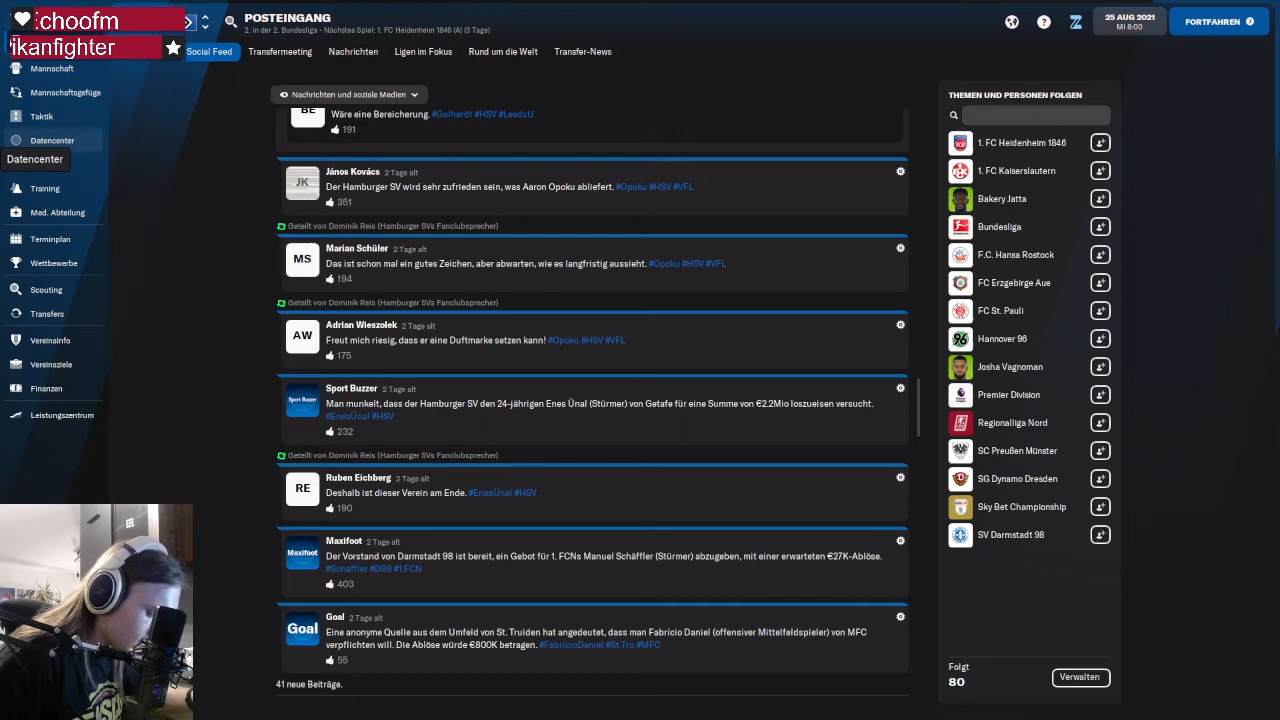 Echoofm
ikanfighter
POSTEINGANG
2. in der 2. Bundesliga - Nächstes Spiel: 1. FC Heidenheim 1846 (A) (3 Tage)
25 AUG 2021
Mi 8:00
FORTFAHREN
Social Feed
Transfermeeting
Nachrichten
Ligen im Fokus
Rund um die Welt
Transfer-News
Mannschaft
Mannschaftsgefüge
Taktik
Datencenter
Datencenter
Training
Med. Abteilung
Terminplan
Wettbewerbe
Scouting
Transfers
Vereinsinfo
Vereinsziele
Finanzen
Leistungszentrum
Nachrichten und soziale Medien
BE
Wäre eine Bereicherung. #Gelhardt #HSV #LeedsU
191
JK
János Kovács 2 Tage alt
Der Hamburger SV wird sehr zufrieden sein, was Aaron Opoku abliefert. #Opoku #HSV #VFL
351
Geteilt von Dominik Reis (Hamburger SVs Fanclubsprecher)
MS
Marian Schüler 2 Tage alt
Das ist schon mal ein gutes Zeichen, aber abwarten, wie es langfristig aussieht. #Opoku #HSV #VFL
194
Geteilt von Dominik Reis (Hamburger SVs Fanclubsprecher)
AW
Adrian Wieszolek 2 Tage alt
Freut mich riesig, dass er eine Duftmarke setzen kann! #Opoku #HSV #VFL
175
Sport Buzzer
Sport Buzzer 2 Tage alt
Man munkelt, dass der Hamburger SV den 24-jährigen Enes Ünal (Stürmer) von Getafe für eine Summe von €2.2Mio loszueisen versucht.
#EnesÜnal #HSV
232
Geteilt von Dominik Reis (Hamburger SVs Fanclubsprecher)
RE
Ruben Eichberg 2 Tage alt
Deshalb ist dieser Verein am Ende. #EnesÜnal #HSV
190
Maxifoot
Maxifoot 2 Tage alt
Der Vorstand von Darmstadt 98 ist bereit, ein Gebot für 1. FCNs Manuel Schäffler (Stürmer) abzugeben, mit einer erwarteten €27K-Ablöse.
#Schäffler #D98 #1.FCN
403
Goal
Goal 2 Tage alt
Eine anonyme Quelle aus dem Umfeld von St. Truiden hat angedeutet, dass man Fabrício Daniel (offensiver Mittelfeldspieler) von MFC
verpflichten will. Die Ablöse würde €800K betragen. #FabrícioDaniel #St.Tru #MFC
55
41 neue Beiträge.
THEMEN UND PERSONEN FOLGEN
1. FC Heidenheim 1846
1. FC Kaiserslautern
Bakery Jatta
Bundesliga
F.C. Hansa Rostock
FC Erzgebirge Aue
FC St. Pauli
Hannover 96
Josha Vagnoman
Premier Division
Regionalliga Nord
SC Preußen Münster
SG Dynamo Dresden
Sky Bet Championship
SV Darmstadt 98
Folgt
80
Verwalten